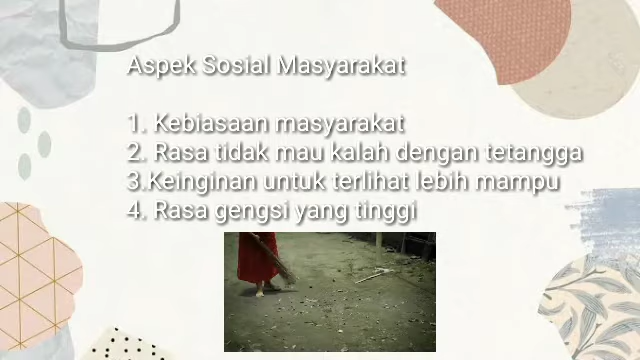 Aspek Sosial Masyarakat
1. Kebiasaan masyarakat
2. Rasa tidak mau kalah dengan tetangga
3.Keinginan untuk terlihat lebih mampu
4. Rasa gengsi yang tinggi